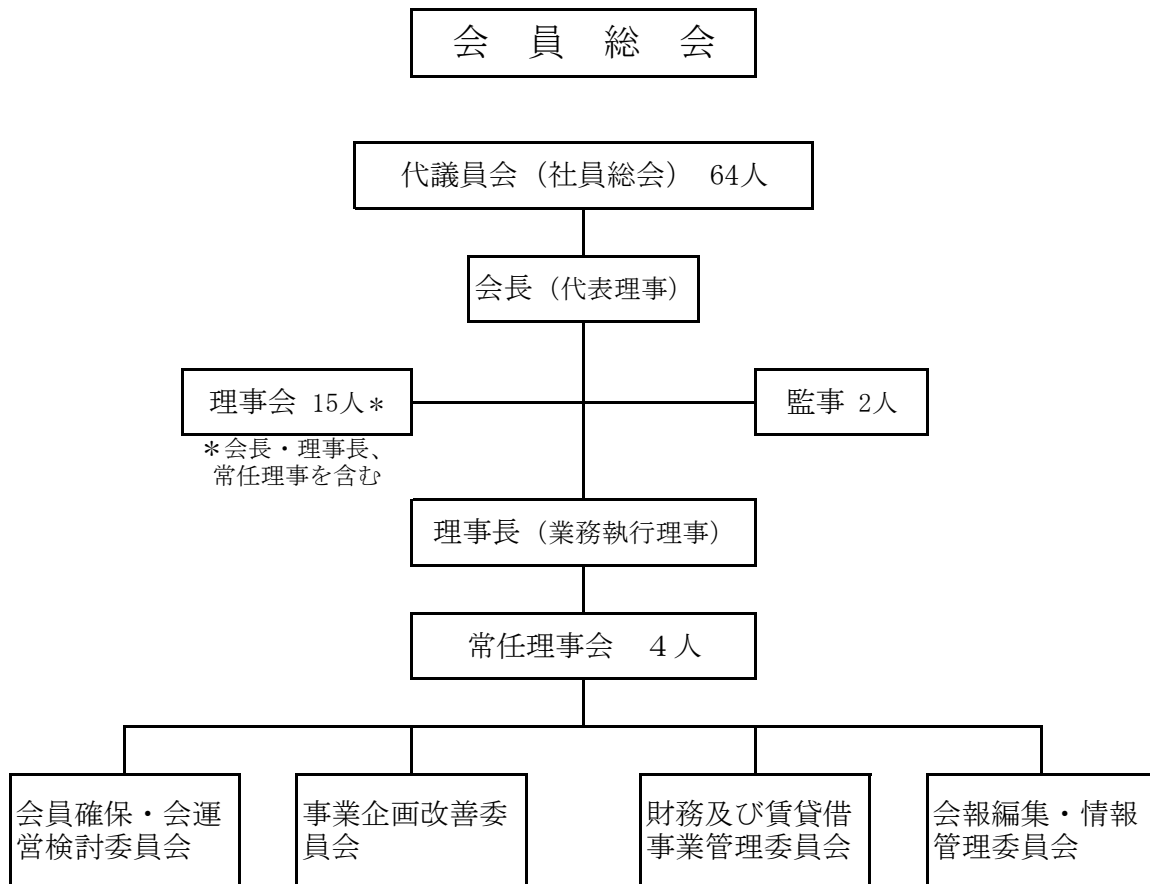 会　員　総　会
代議員会（社員総会） 64人
会長（代表理事）
理事会 15人＊
監事 2人
＊会長・理事長、
常任理事を含む
理事長（業務執行理事）
常任理事会　４人
会員確保・会運
営検討委員会
事業企画改善委
員会
財務及び賃貸借
事業管理委員会
会報編集・情報
管理委員会